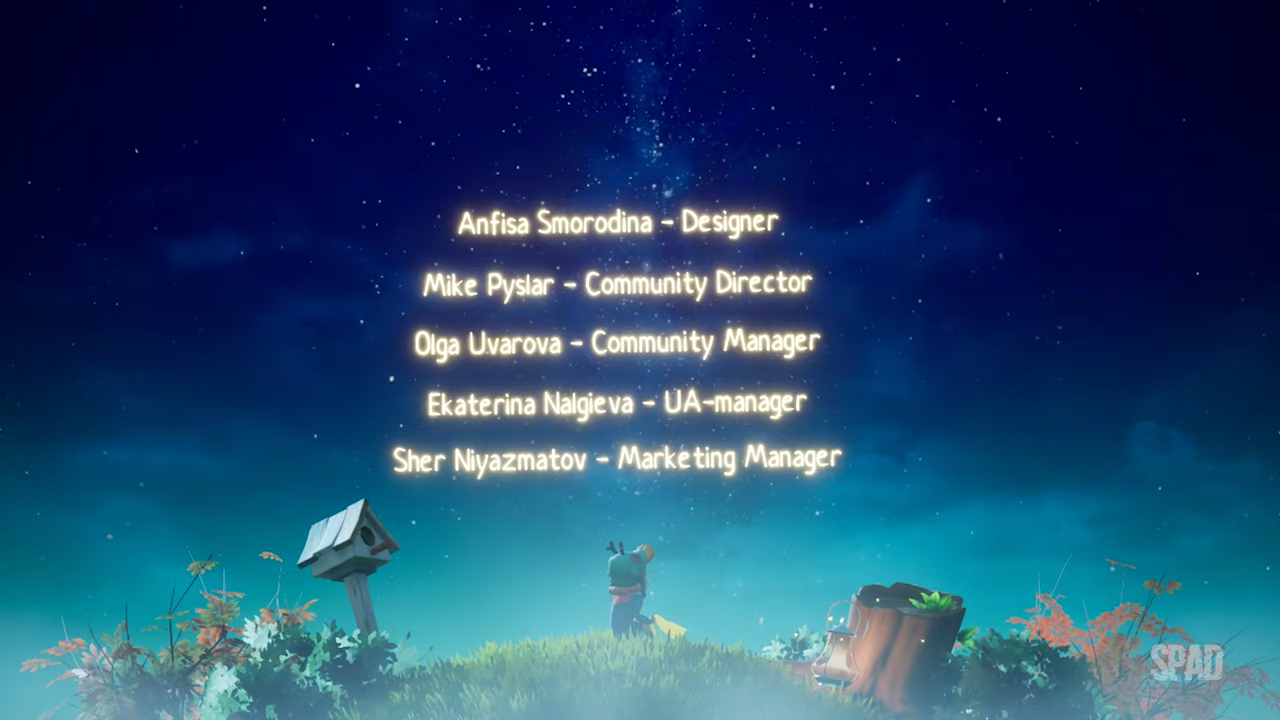 Anfisa Smorodina - Designer
Mike Pyslar - Community Director
Olga Uvarova - Community Manager
Ekaterina Nalgieva - UA-manager
Sher Niyazmatov - Marketing Manager
SPAD